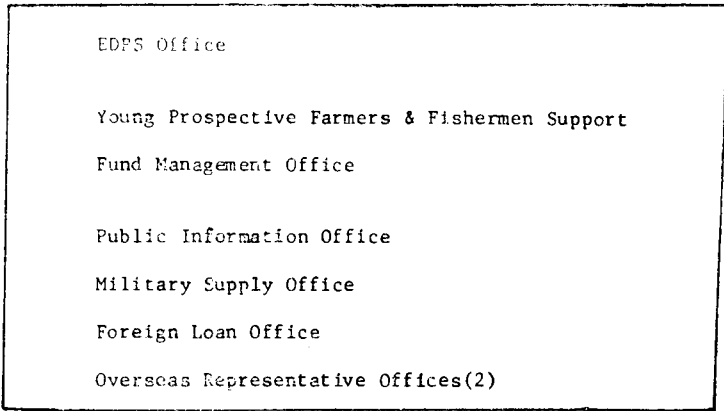 EDPS Office
Young Prospective Farmers & Fishermen Support
Fund Management Office
Public Information Office
Military Supply Office
Foreign Loan Office
Overseas Representative Offices(2)